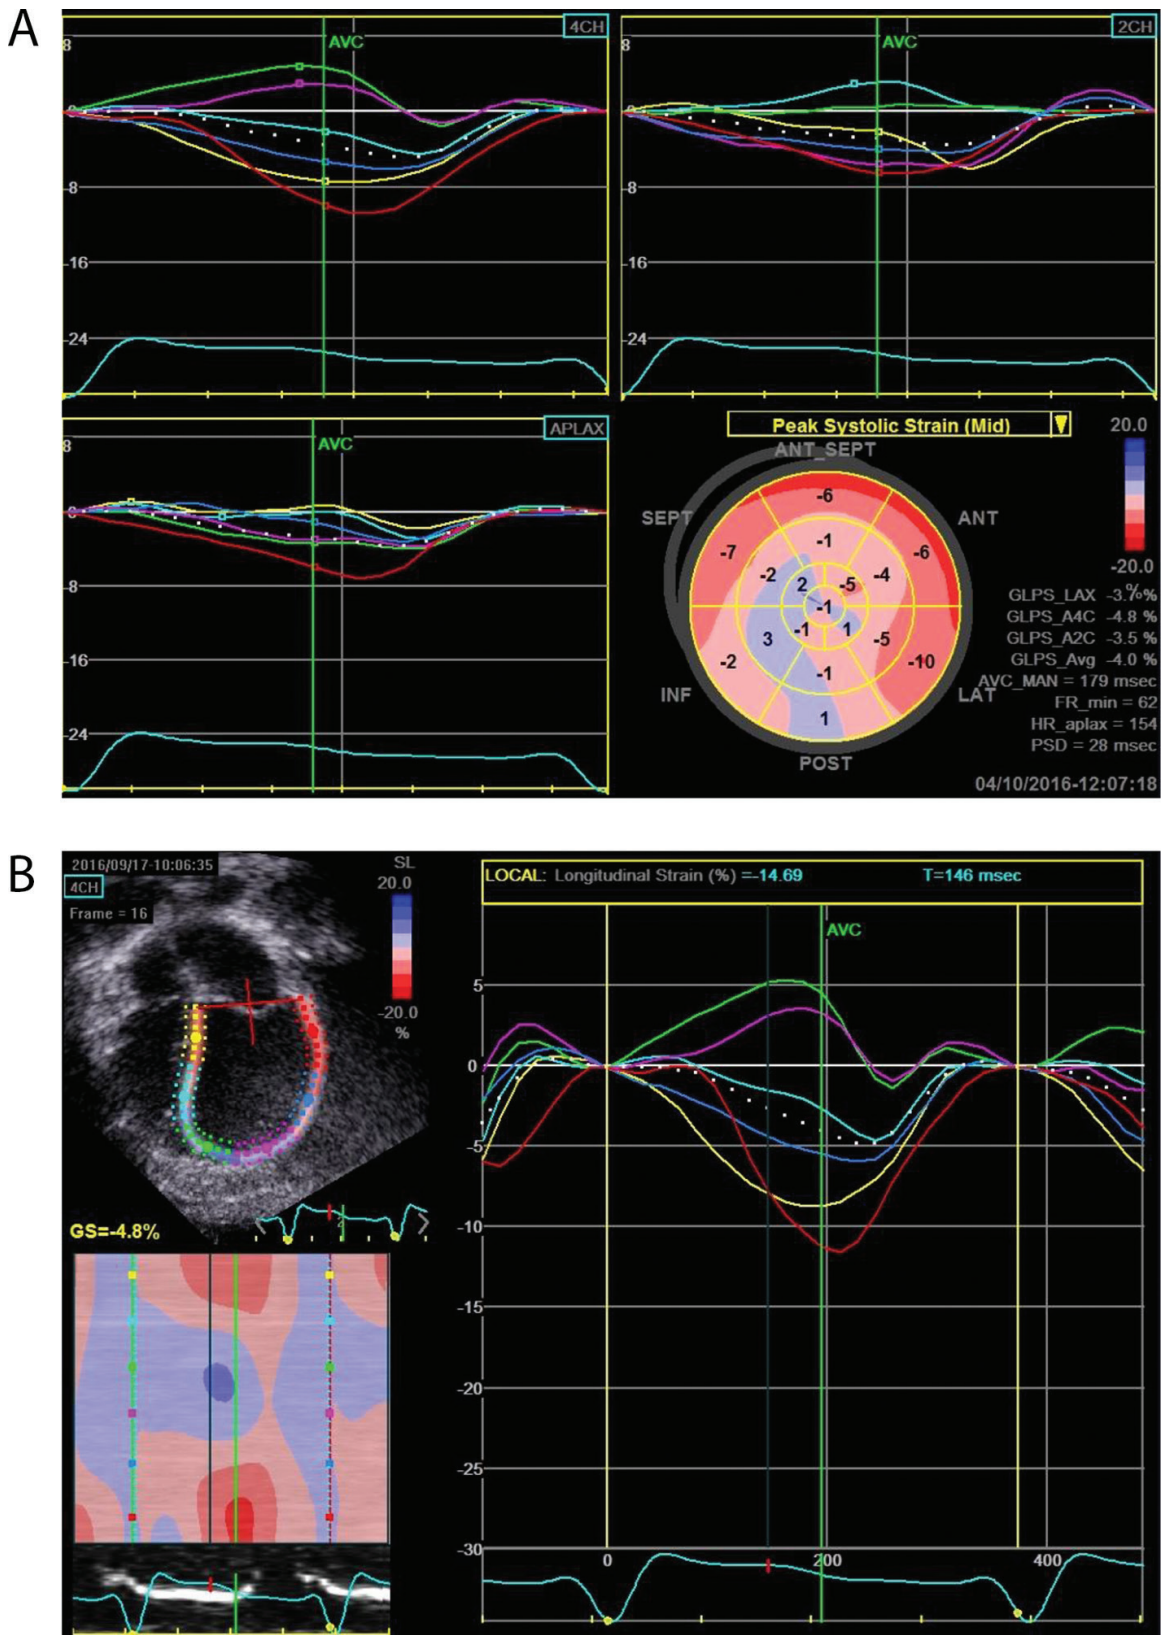 A
4CH
AVC
8
0
-8
-16
-24
2CH
AVC
8
0
-8
-16
-24
APLAX
AVC
8
0
-8
-16
-24
Peak Systolic Strain (Mid)
20.0
-20.0
ANT_SEPT
SEPT
ANT
INF
LAT
POST
-6
-7
-6
-1
-2
-4
2
-5
-1
3
-1
1
-5
-2
-10
-1
1
GLPS_LAX -3.%%
GLPS_A4C -4.8 %
GLPS_A2C -3.5 %
GLPS_Avg -4.0 %
AVC_MAN = 179 msec
FR_min = 62
HR_aplax = 154
PSD = 28 msec
04/10/2016-12:07:18
B
2016/09/17-10:06:35
4CH
Frame = 16
SL
20.0
-20.0
%
GS=-4.8%
LOCAL: Longitudinal Strain (%) =-14.69 T=146 msec
AVC
5
0
-5
-10
-15
-20
-25
-30
0 200 400